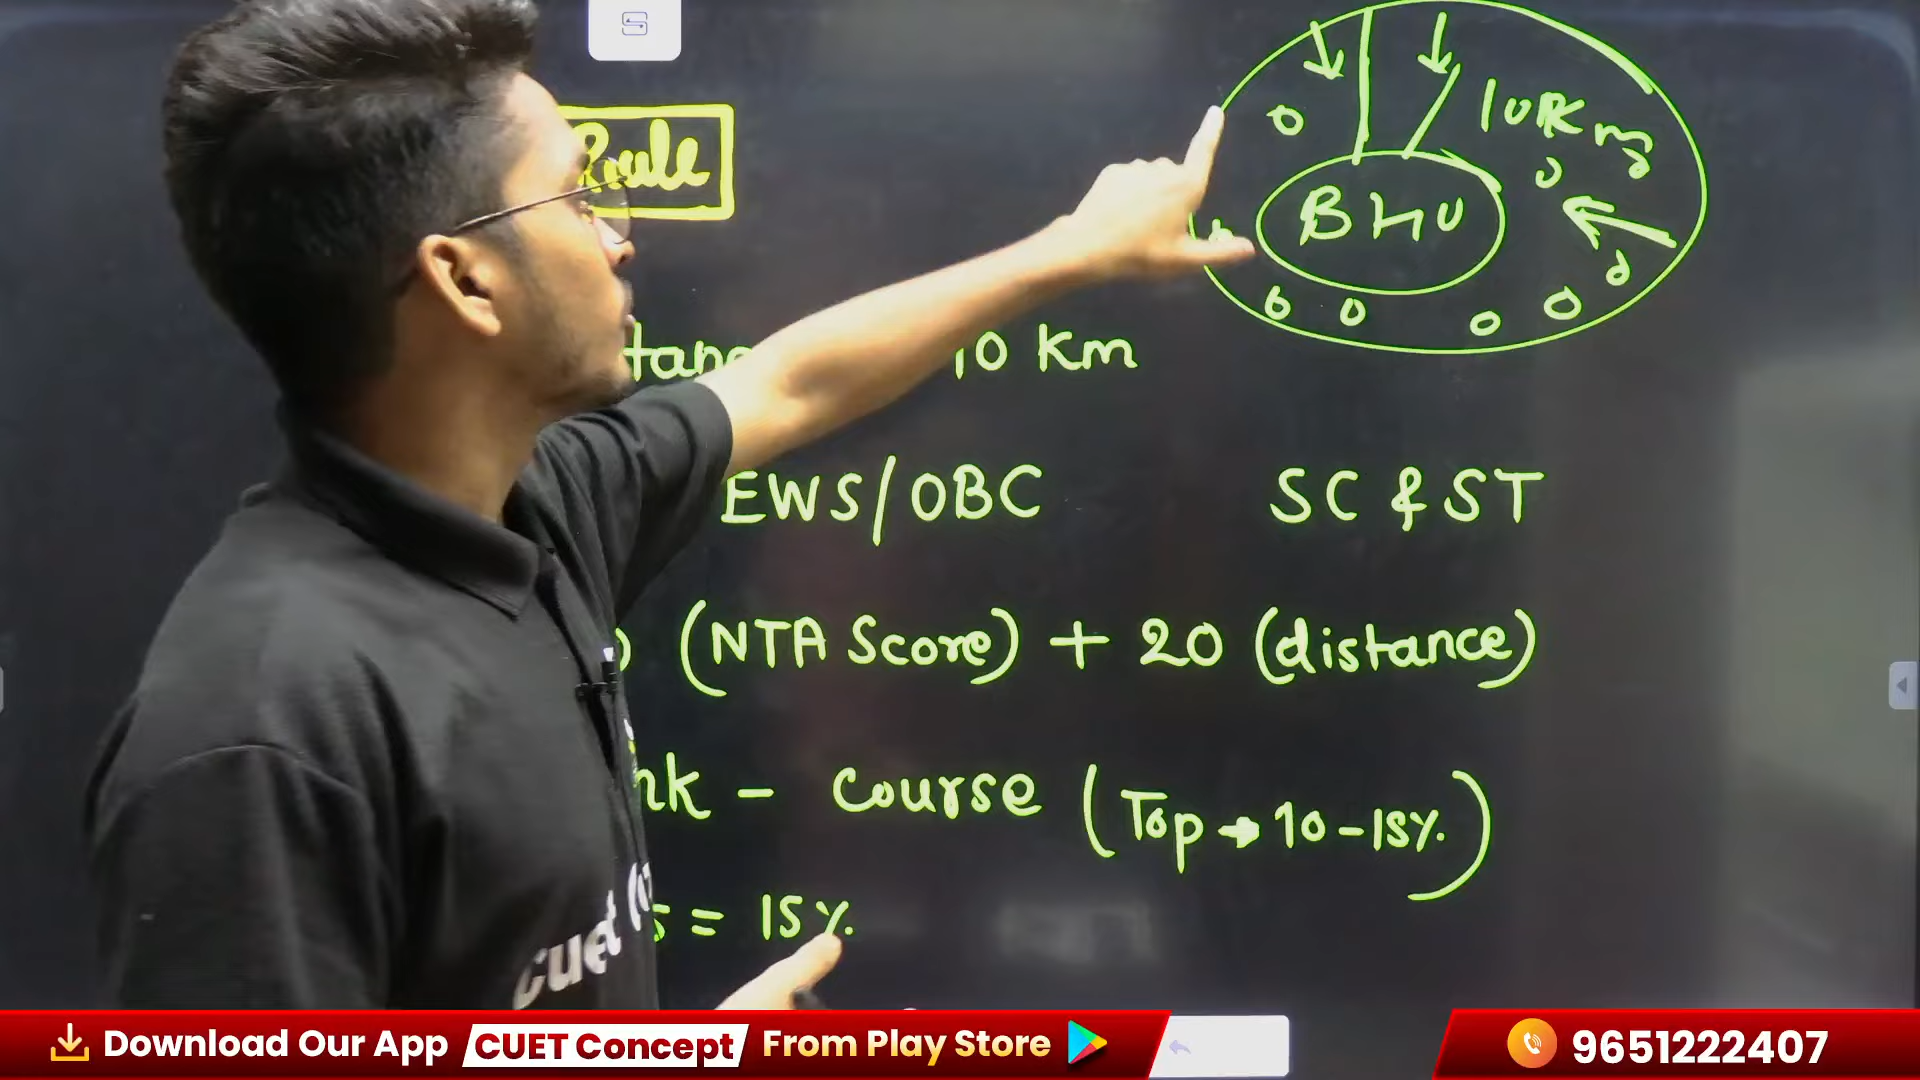 Rule
10 Km
BHU
10 Km
EWS/OBC SC & ST
(NTA Score) + 20 (distance)
- course (Top → 10-15%)
= 15%
cuet
Download Our App CUET Concept From Play Store
9651222407